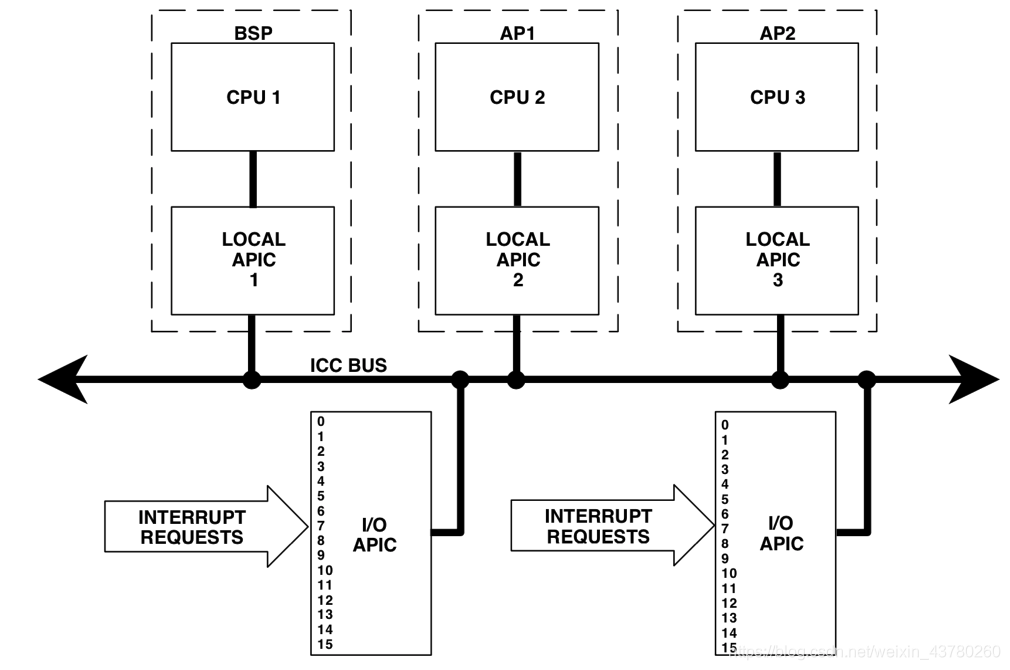 BSP
AP1
AP2
CPU 1
CPU 2
CPU 3
LOCAL
APIC
1
LOCAL
APIC
2
LOCAL
APIC
3
ICC BUS
INTERRUPT
REQUESTS
0
1
2
3
4
5
6
7
8
9
10
11
12
13
14
15
I/O
APIC
INTERRUPT
REQUESTS
0
1
2
3
4
5
6
7
8
9
10
11
12
13
14
15
I/O
APIC
https://blog.csdn.net/weixin_43780260